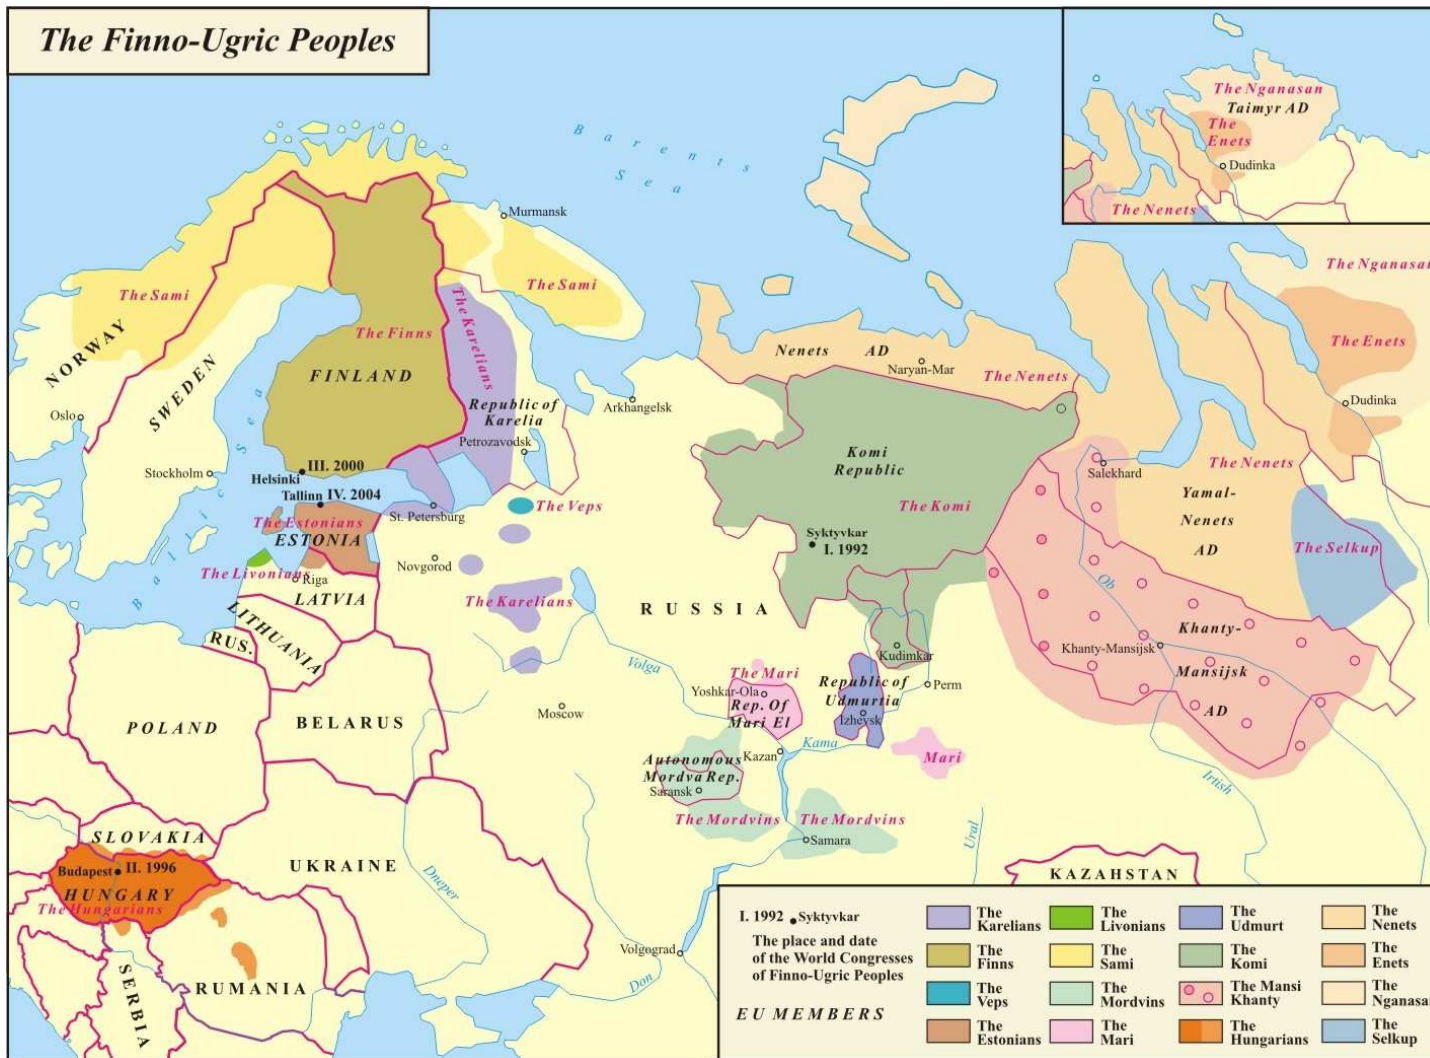 The Finno-Ugric Peoples
The Nganasan
Taimyr AD
The
Enets
Dudinka
The Nenets
Barents
Sea
Murmansk
The Nganasan
The Sami
The Sami
The Karelians
The Finns
The Enets
NORWAY
Nenets AD
Naryan-Mar
The Nenets
FINLAND
SWEDEN
Republic of
Karelia
Arkhangelsk
Dudinka
Oslo
Petrozavodsk
Komi
Republic
Stockholm
III. 2000
Helsinki
Salekhard
The Nenets
Tallinn IV. 2004
The Veps
The Komi
Yamal-
Nenets
AD
St. Petersburg
The Estonians
ESTONIA
Syktyvkar
I. 1992
The Selkup
Baltic Sea
Novgorod
The Livonians
Riga
Ob
LATVIA
The Karelians
RUSSIA
LITHUANIA
RUS.
Khanty-
Khanty-Mansijsk
Kudimkar
Volga
The Mari
Mansijsk
Yoshkar-Ola
Republic of
Udmurtia
Perm
Rep. Of
Mari El
AD
Moscow
Izhevsk
POLAND
BELARUS
Kama
Kazan
Mari
Autonomous
Mordva Rep.
Saransk
Irtish
The Mordvins
The Mordvins
SLOVAKIA
Samara
Ural
UKRAINE
Budapest
II. 1996
Dneper
KAZAHSTAN
HUNGARY
The Hungarians
Volgograd
Don
RUMANIA
SERBIA
I. 1992 Syktyvkar
The place and date
of the World Congresses
of Finno-Ugric Peoples
EU MEMBERS
The
Karelians
The
Finns
The
Veps
The
Estonians
The
Livonians
The
Sami
The
Mordvins
The
Mari
The
Udmurt
The
Komi
The Mansi
Khanty
The
Hungarians
The
Nenets
The
Enets
The
Nganasan
The
Selkup